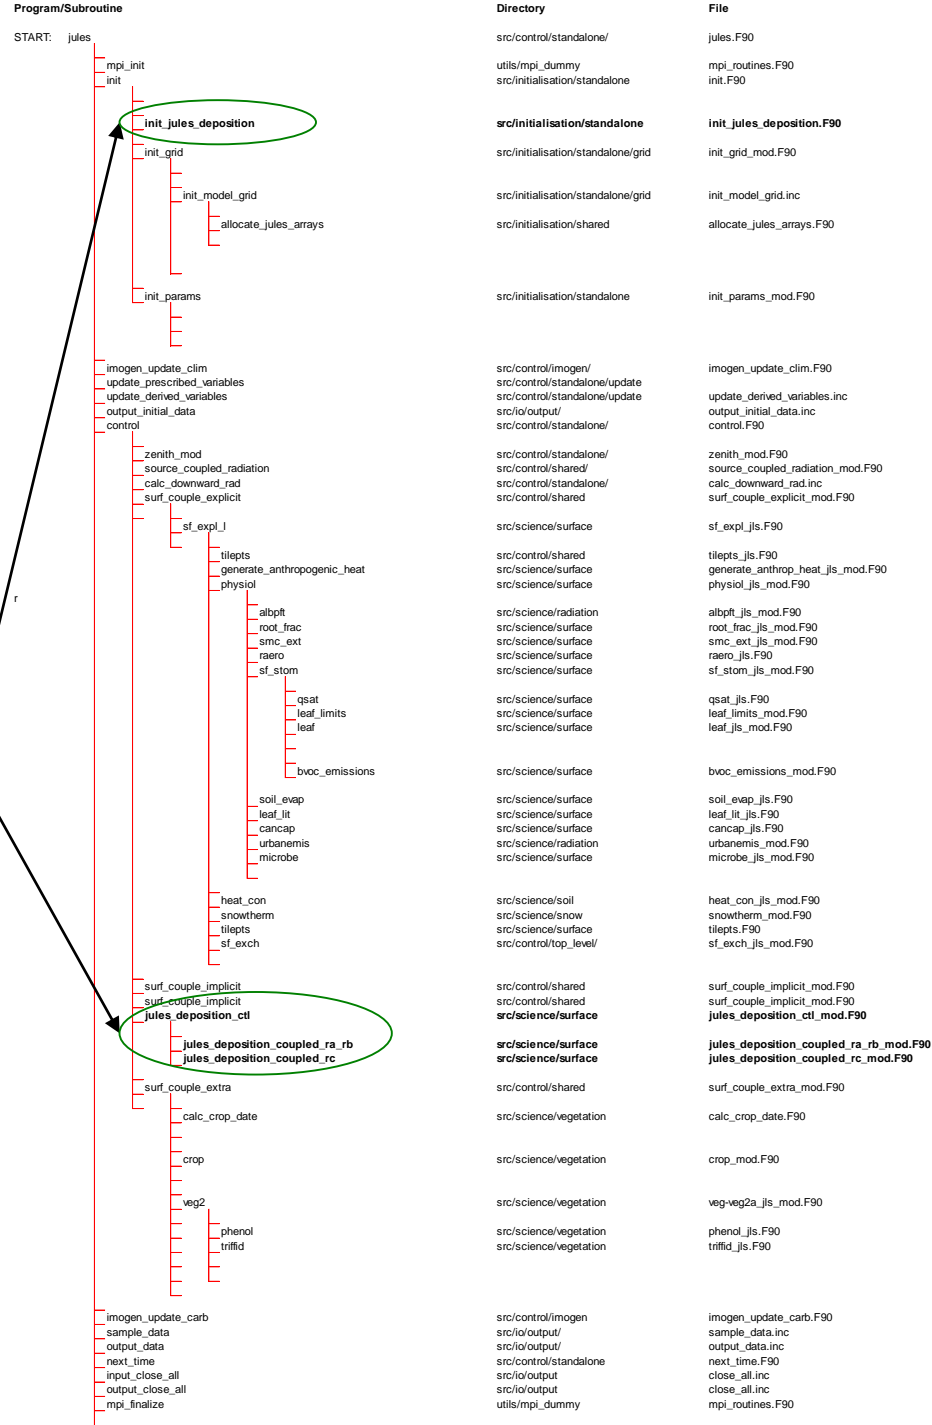 Program/Subroutine Directory File
START: jules src/control/standalone/ jules.F90
mpi_init utils/mpi_dummy mpi_routines.F90
init src/initialisation/standalone init.F90
init_jules_deposition src/initialisation/standalone init_jules_deposition.F90
init_grid src/initialisation/standalone/grid init_grid_mod.F90
init_model_grid src/initialisation/standalone/grid init_model_grid.inc
allocate_jules_arrays src/initialisation/shared allocate_jules_arrays.F90
init_params src/initialisation/standalone init_params_mod.F90
imogen_update_clim src/control/imogen/ imogen_update_clim.F90
update_prescribed_variables src/control/standalone/update
update_derived_variables src/control/standalone/update update_derived_variables.inc
output_initial_data src/io/output/ output_initial_data.inc
control src/control/standalone/ control.F90
zenith_mod src/control/standalone/ zenith_mod.F90
source_coupled_radiation src/control/shared/ source_coupled_radiation_mod.F90
calc_downward_rad src/control/standalone/ calc_downward_rad.inc
surf_couple_explicit src/control/shared surf_couple_explicit_mod.F90
sf_expl_l src/science/surface sf_expl_jls.F90
tilepts src/control/shared tilepts_jls.F90
generate_anthropogenic_heat src/science/surface generate_anthrop_heat_jls_mod.F90
physiol src/science/surface physiol_jls_mod.F90
r
albpft src/science/radiation albpft_jls_mod.F90
root_frac src/science/surface root_frac_jls_mod.F90
smc_ext src/science/surface smc_ext_jls_mod.F90
raero src/science/surface raero_jls.F90
sf_stom src/science/surface sf_stom_jls_mod.F90
qsat src/science/surface qsat_jls.F90
leaf_limits src/science/surface leaf_limits_mod.F90
leaf src/science/surface leaf_jls_mod.F90
bvoc_emissions src/science/surface bvoc_emissions_mod.F90
soil_evap src/science/surface soil_evap_jls.F90
leaf_lit src/science/surface leaf_lit_jls.F90
cancap src/science/surface cancap_jls.F90
urbanemis src/science/radiation urbanemis_mod.F90
microbe src/science/surface microbe_jls_mod.F90
heat_con src/science/soil heat_con_jls_mod.F90
snowtherm src/science/snow snowtherm_mod.F90
tilepts src/science/surface tilepts.F90
sf_exch src/control/top_level/ sf_exch_jls_mod.F90
surf_couple_implicit src/control/shared surf_couple_implicit_mod.F90
surf_couple_implicit src/control/shared surf_couple_implicit_mod.F90
jules_deposition_ctl src/science/surface jules_deposition_ctl_mod.F90
jules_deposition_coupled_ra_rb src/science/surface jules_deposition_coupled_ra_rb_mod.F90
jules_deposition_coupled_rc src/science/surface jules_deposition_coupled_rc_mod.F90
surf_couple_extra src/control/shared surf_couple_extra_mod.F90
calc_crop_date src/science/vegetation calc_crop_date.F90
crop src/science/vegetation crop_mod.F90
veg2 src/science/vegetation veg-veg2a_jls_mod.F90
phenol src/science/vegetation phenol_jls.F90
triffid src/science/vegetation triffid_jls.F90
imogen_update_carb src/control/imogen imogen_update_carb.F90
sample_data src/io/output/ sample_data.inc
output_data src/io/output/ output_data.inc
next_time src/control/standalone next_time.F90
input_close_all src/io/output close_all.inc
output_close_all src/io/output close_all.inc
mpi_finalize utils/mpi_dummy mpi_routines.F90